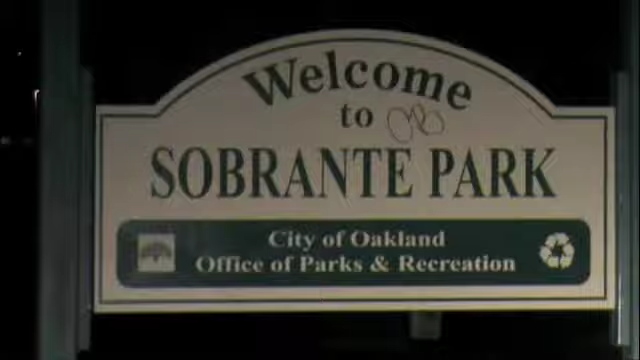 Welcome
to
SOBRANTE PARK
City of Oakland
Office of Parks & Recreation